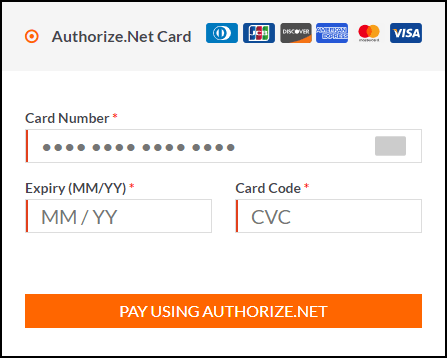 Authorize.Net Card JCB DISCOVER AMERICAN EXPRESS mastercard VISA
Card Number *
•••• •••• •••• ••••
Expiry (MM/YY) * Card Code *
MM / YY CVC
PAY USING AUTHORIZE.NET